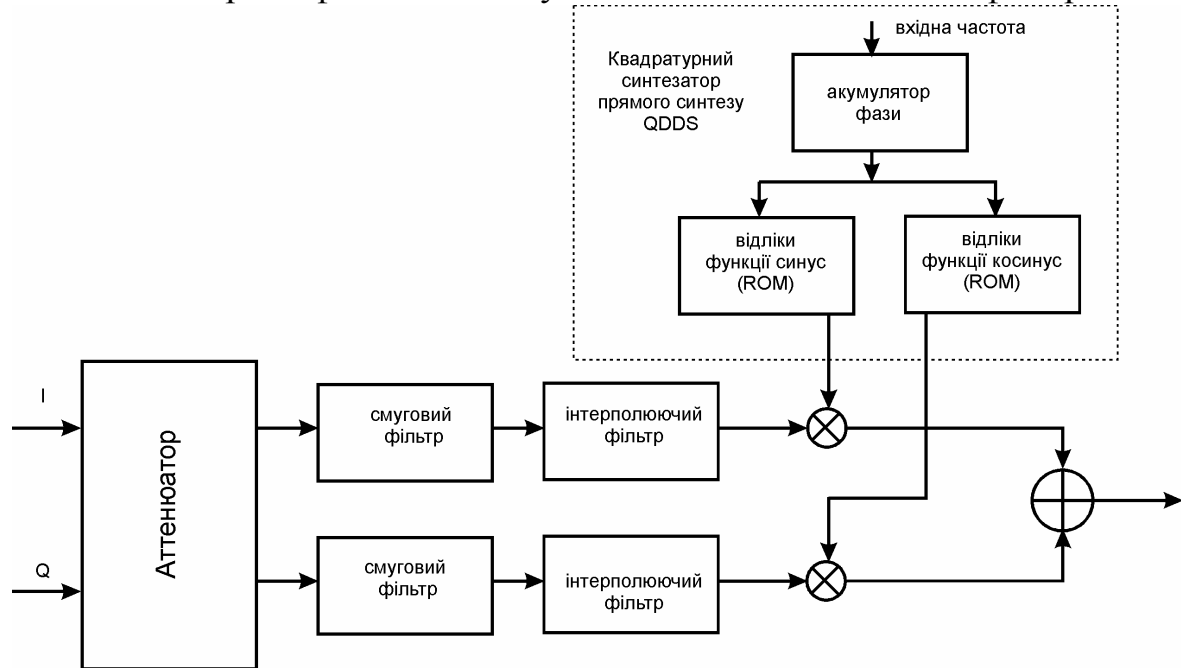 вхідна частота
Квадратурний
синтезатор
прямого синтезу
QDDS
акумулятор
фази
відліки
функції синус
(ROM)
відліки
функції косинус
(ROM)
I
Q
Аттенюатор
смуговий
фільтр
інтерполюючий
фільтр
смуговий
фільтр
інтерполюючий
фільтр